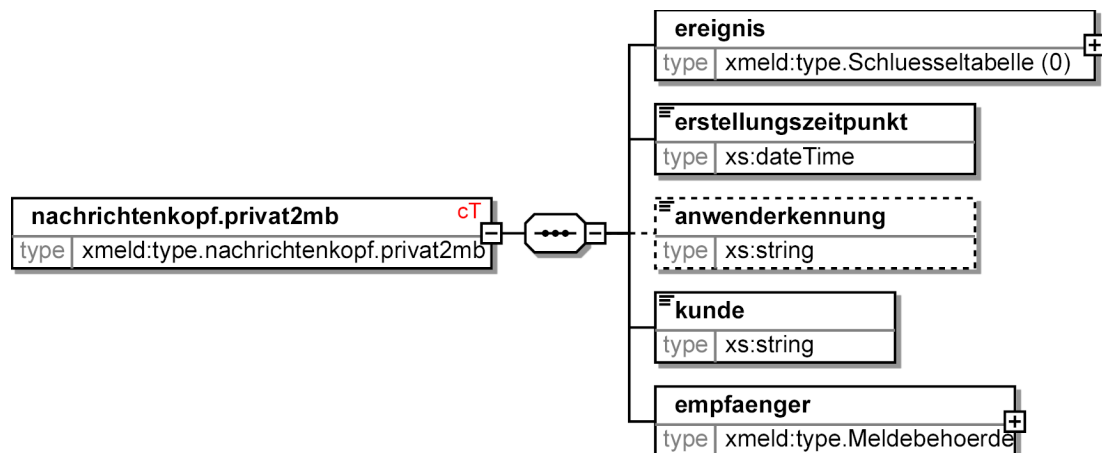 ereignis
type xmeld:type.Schluesseltabelle (0)
erstellungszeitpunkt
type xs:dateTime
nachrichtenkopf.privat2mb cT
type xmeld:type.nachrichtenkopf.privat2mb
anwenderkennung
type xs:string
kunde
type xs:string
empfaenger
type xmeld:type.Meldebehoerde